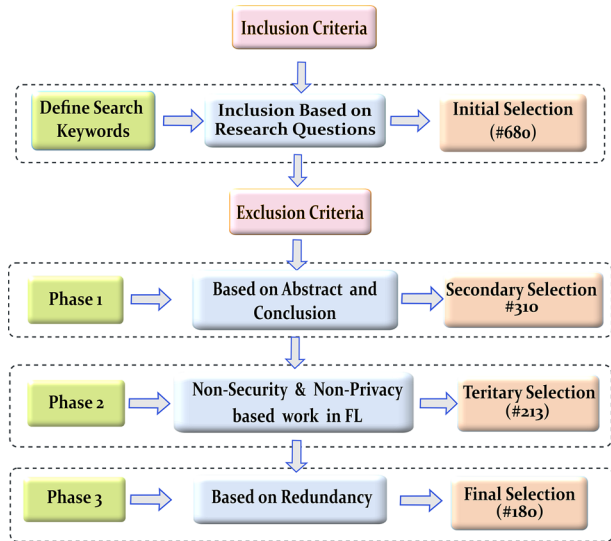 Inclusion Criteria
Define Search
Keywords
Inclusion Based on
Research Questions
Initial Selection
(#680)
Exclusion Criteria
Phase 1
Based on Abstract and
Conclusion
Secondary Selection
#310
Phase 2
Non-Security & Non-Privacy
based work in FL
Teritary Selection
(#213)
Phase 3
Based on Redundancy
Final Selection
(#180)